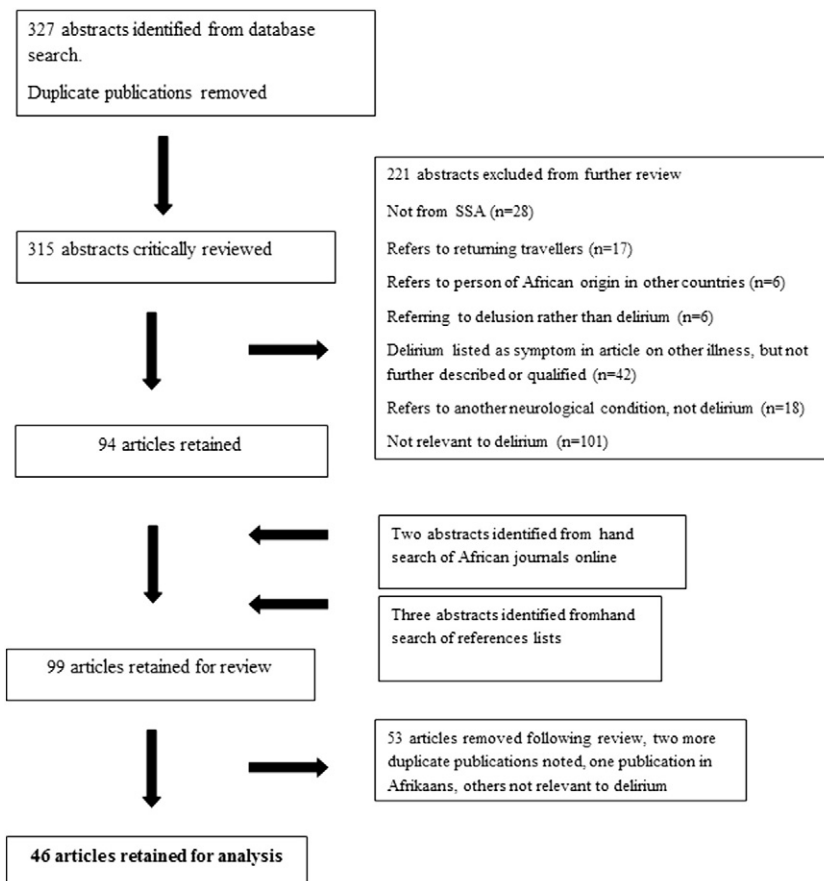 327 abstracts identified from database
search.
Duplicate publications removed
315 abstracts critically reviewed
221 abstracts excluded from further review
Not from SSA (n=28)
Refers to returning travellers (n=17)
Refers to person of African origin in other countries (n=6)
Referring to delusion rather than delirium (n=6)
Delirium listed as symptom in article on other illness, but not
further described or qualified (n=42)
Refers to another neurological condition, not delirium (n=18)
Not relevant to delirium (n=101)
94 articles retained
Two abstracts identified from hand
search of African journals online
Three abstracts identified fromhand
search of references lists
99 articles retained for review
53 articles removed following review, two more
duplicate publications noted, one publication in
Afrikaans, others not relevant to delirium
46 articles retained for analysis